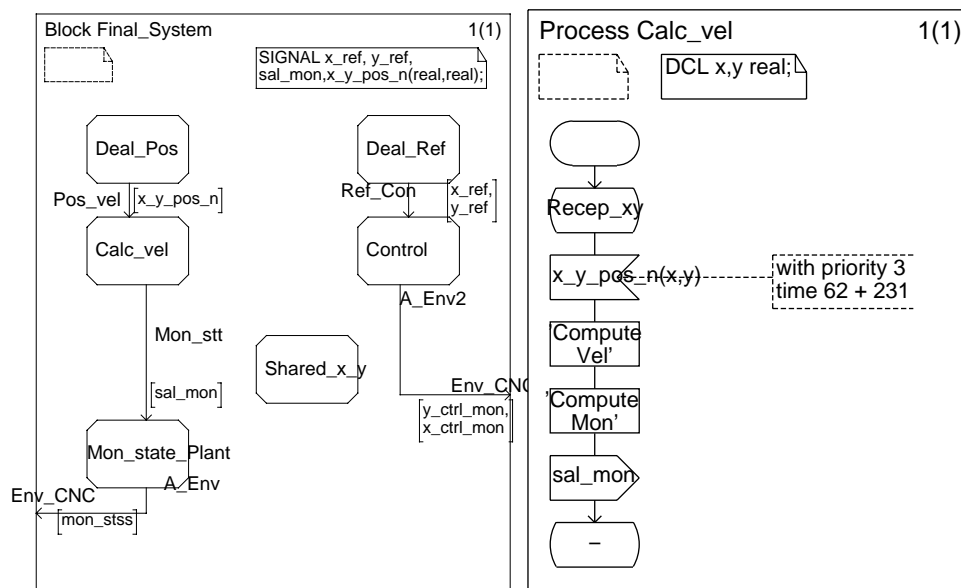 Block Final_System
1(1)
SIGNAL x_ref, y_ref,
sal_mon,x_y_pos_n(real,real);
Deal_Pos
Deal_Ref
Pos_vel
x_y_pos_n
Ref_Con
x_ref,
y_ref
Calc_vel
Control
A_Env2
Mon_stt
Shared_x_y
sal_mon
Env_CNC
y_ctrl_mon,
x_ctrl_mon
Mon_state_Plant
A_Env
Env_CNC
mon_stss
Process Calc_vel
1(1)
DCL x,y real;
Recep_xy
x_y_pos_n(x,y)
with priority 3
time 62 + 231
'Compute
Vel'
'Compute
Mon'
sal_mon
–